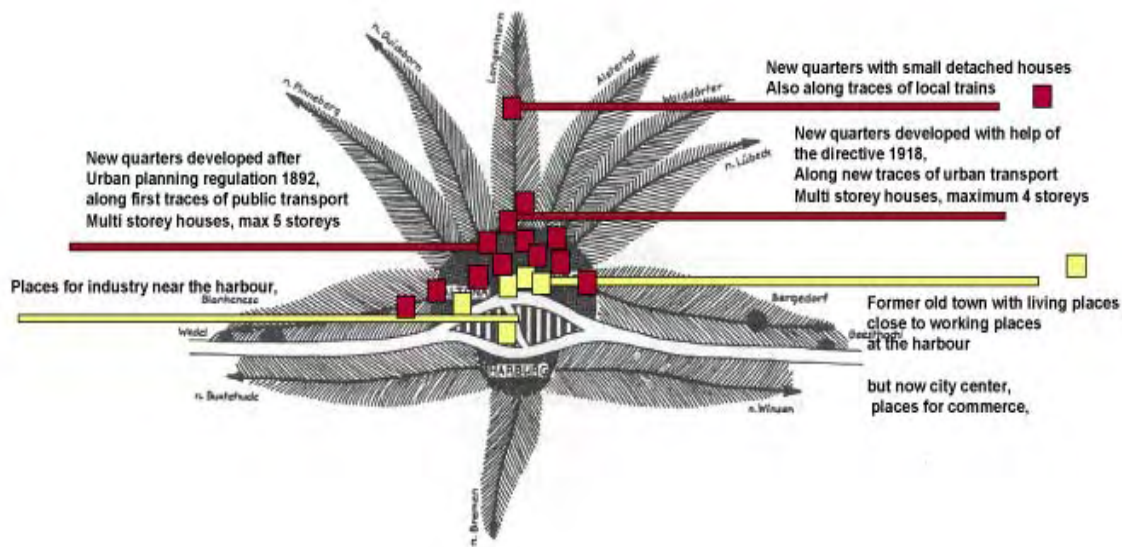 n. Quickborn
Langenhorn
Alstertal
Walddörfer
n. Pinneberg
n. Lübeck
New quarters with small detached houses
Also along traces of local trains
New quarters developed with help of
the directive 1918,
Along new traces of urban transport
Multi storey houses, maximum 4 storeys
New quarters developed after
Urban planning regulation 1892,
along first traces of public transport
Multi storey houses, max 5 storeys
Places for industry near the harbour,
Blankenese
Wedel
Bergedorf
Geesthacht
Former old town with living places
close to working places
at the harbour
but now city center,
places for commerce,
HARBURG
n. Buxtehude
n. Winsen
n. Bremen